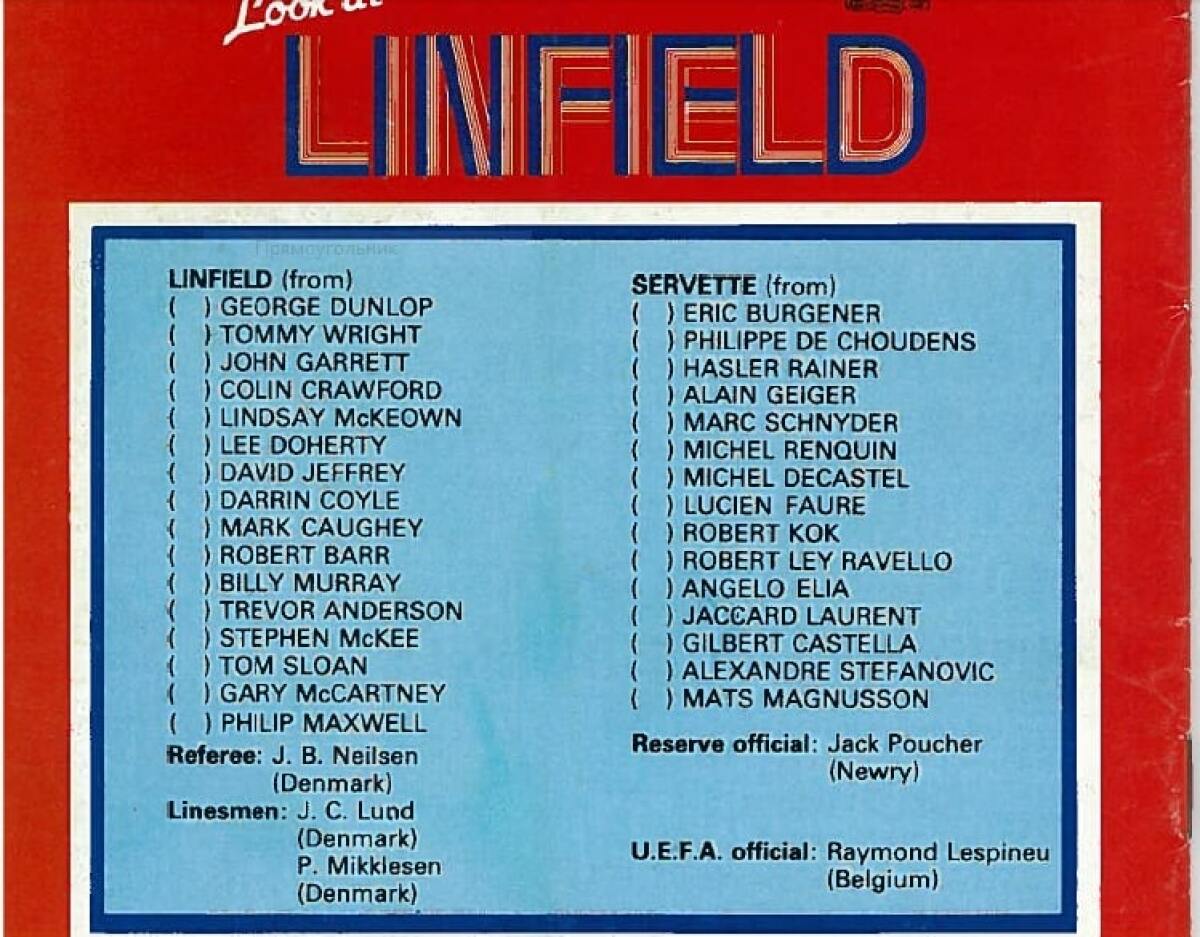 Look at
LINFIELD
Прямоугольник
LINFIELD (from)
( ) GEORGE DUNLOP
( ) TOMMY WRIGHT
( ) JOHN GARRETT
( ) COLIN CRAWFORD
( ) LINDSAY McKEOWN
( ) LEE DOHERTY
( ) DAVID JEFFREY
( ) DARRIN COYLE
( ) MARK CAUGHEY
( ) ROBERT BARR
( ) BILLY MURRAY
( ) TREVOR ANDERSON
( ) STEPHEN McKEE
( ) TOM SLOAN
( ) GARY McCARTNEY
( ) PHILIP MAXWELL
Referee: J. B. Neilsen
(Denmark)
Linesmen: J. C. Lund
(Denmark)
P. Mikklesen
(Denmark)
SERVETTE (from)
( ) ERIC BURGENER
( ) PHILIPPE DE CHOUDENS
( ) HASLER RAINER
( ) ALAIN GEIGER
( ) MARC SCHNYDER
( ) MICHEL RENQUIN
( ) MICHEL DECASTEL
( ) LUCIEN FAURE
( ) ROBERT KOK
( ) ROBERT LEY RAVELLO
( ) ANGELO ELIA
( ) JACCARD LAURENT
( ) GILBERT CASTELLA
( ) ALEXANDRE STEFANOVIC
( ) MATS MAGNUSSON
Reserve official: Jack Poucher
(Newry)
U.E.F.A. official: Raymond Lespineu
(Belgium)